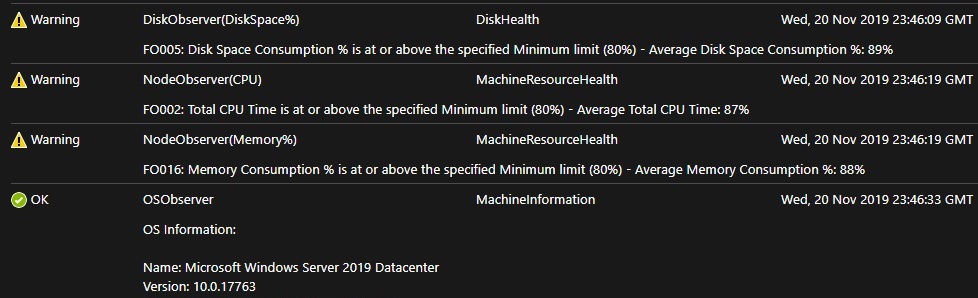 Warning DiskObserver(DiskSpace%) DiskHealth Wed, 20 Nov 2019 23:46:09 GMT
FO005: Disk Space Consumption % is at or above the specified Minimum limit (80%) - Average Disk Space Consumption %: 89%
Warning NodeObserver(CPU) MachineResourceHealth Wed, 20 Nov 2019 23:46:19 GMT
FO002: Total CPU Time is at or above the specified Minimum limit (80%) - Average Total CPU Time: 87%
Warning NodeObserver(Memory%) MachineResourceHealth Wed, 20 Nov 2019 23:46:19 GMT
FO016: Memory Consumption % is at or above the specified Minimum limit (80%) - Average Memory Consumption %: 88%
OK OSObserver MachineInformation Wed, 20 Nov 2019 23:46:33 GMT
OS Information:
Name: Microsoft Windows Server 2019 Datacenter
Version: 10.0.17763